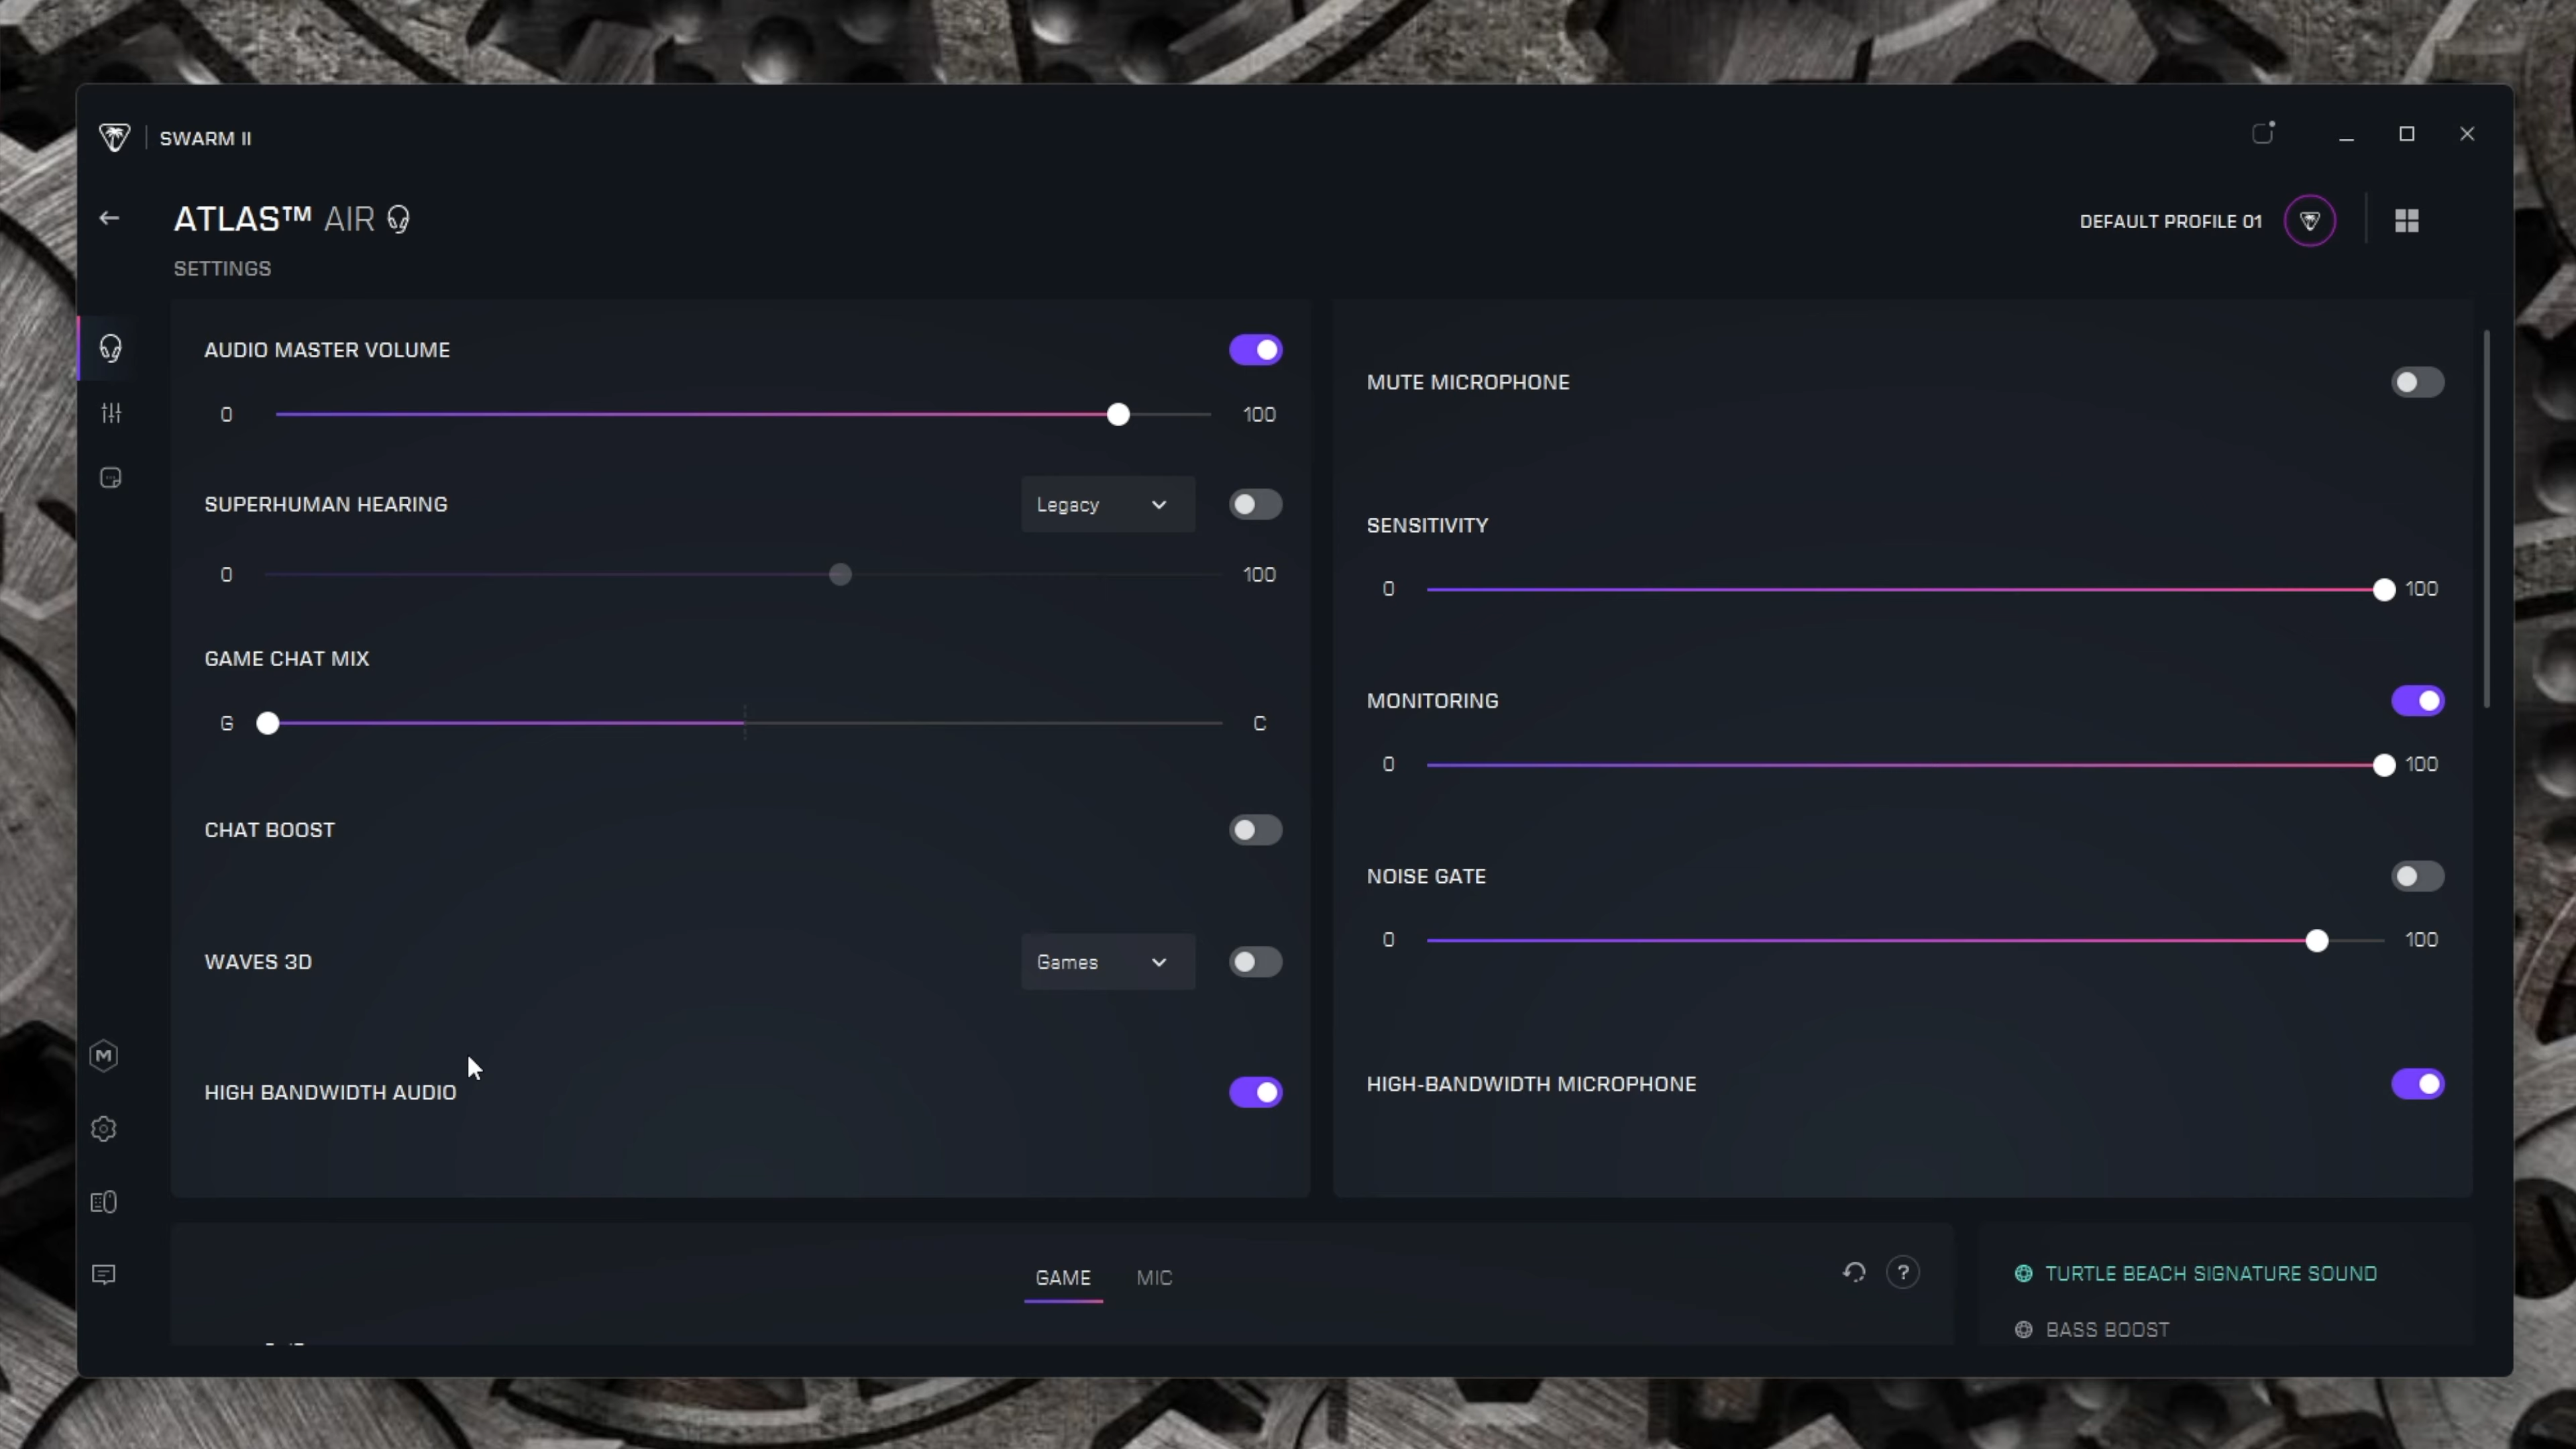 SWARM II
ATLAS™ AIR
SETTINGS
DEFAULT PROFILE 01
AUDIO MASTER VOLUME
0 100
SUPERHUMAN HEARING Legacy
0 100
GAME CHAT MIX
G C
CHAT BOOST
WAVES 3D Games
HIGH BANDWIDTH AUDIO
MUTE MICROPHONE
SENSITIVITY
0 100
MONITORING
0 100
NOISE GATE
0 100
HIGH-BANDWIDTH MICROPHONE
M
GAME MIC
?
TURTLE BEACH SIGNATURE SOUND
BASS BOOST